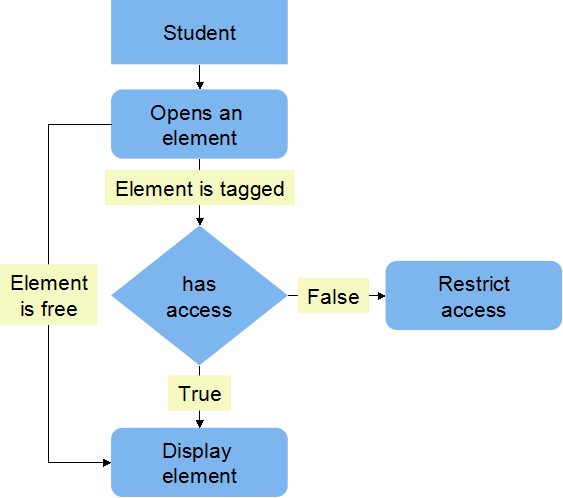 Student
Opens an
element
Element is tagged
Element
is free
has
access
False
Restrict
access
True
Display
element